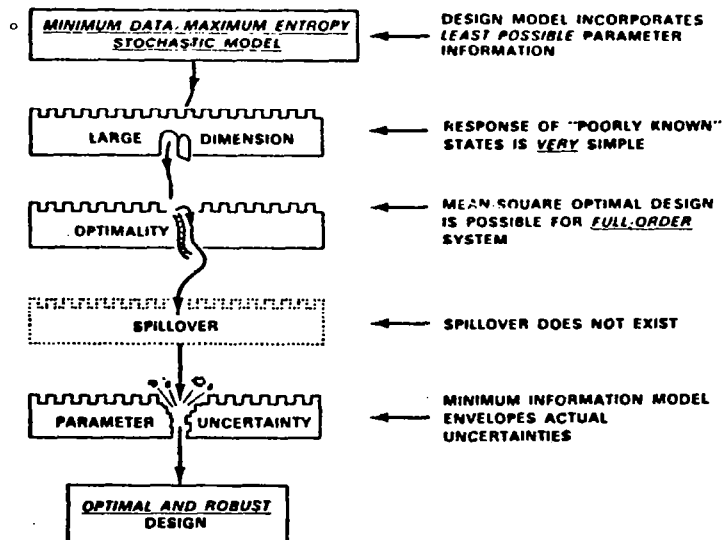 MINIMUM DATA-MAXIMUM ENTROPY
STOCHASTIC MODEL
DESIGN MODEL INCORPORATES
LEAST POSSIBLE PARAMETER
INFORMATION
LARGE DIMENSION
RESPONSE OF "POORLY KNOWN"
STATES IS VERY SIMPLE
OPTIMALITY
MEAN-SQUARE OPTIMAL DESIGN
IS POSSIBLE FOR FULL-ORDER
SYSTEM
SPILLOVER
SPILLOVER DOES NOT EXIST
PARAMETER UNCERTAINTY
MINIMUM INFORMATION MODEL
ENVELOPES ACTUAL
UNCERTAINTIES
OPTIMAL AND ROBUST
DESIGN